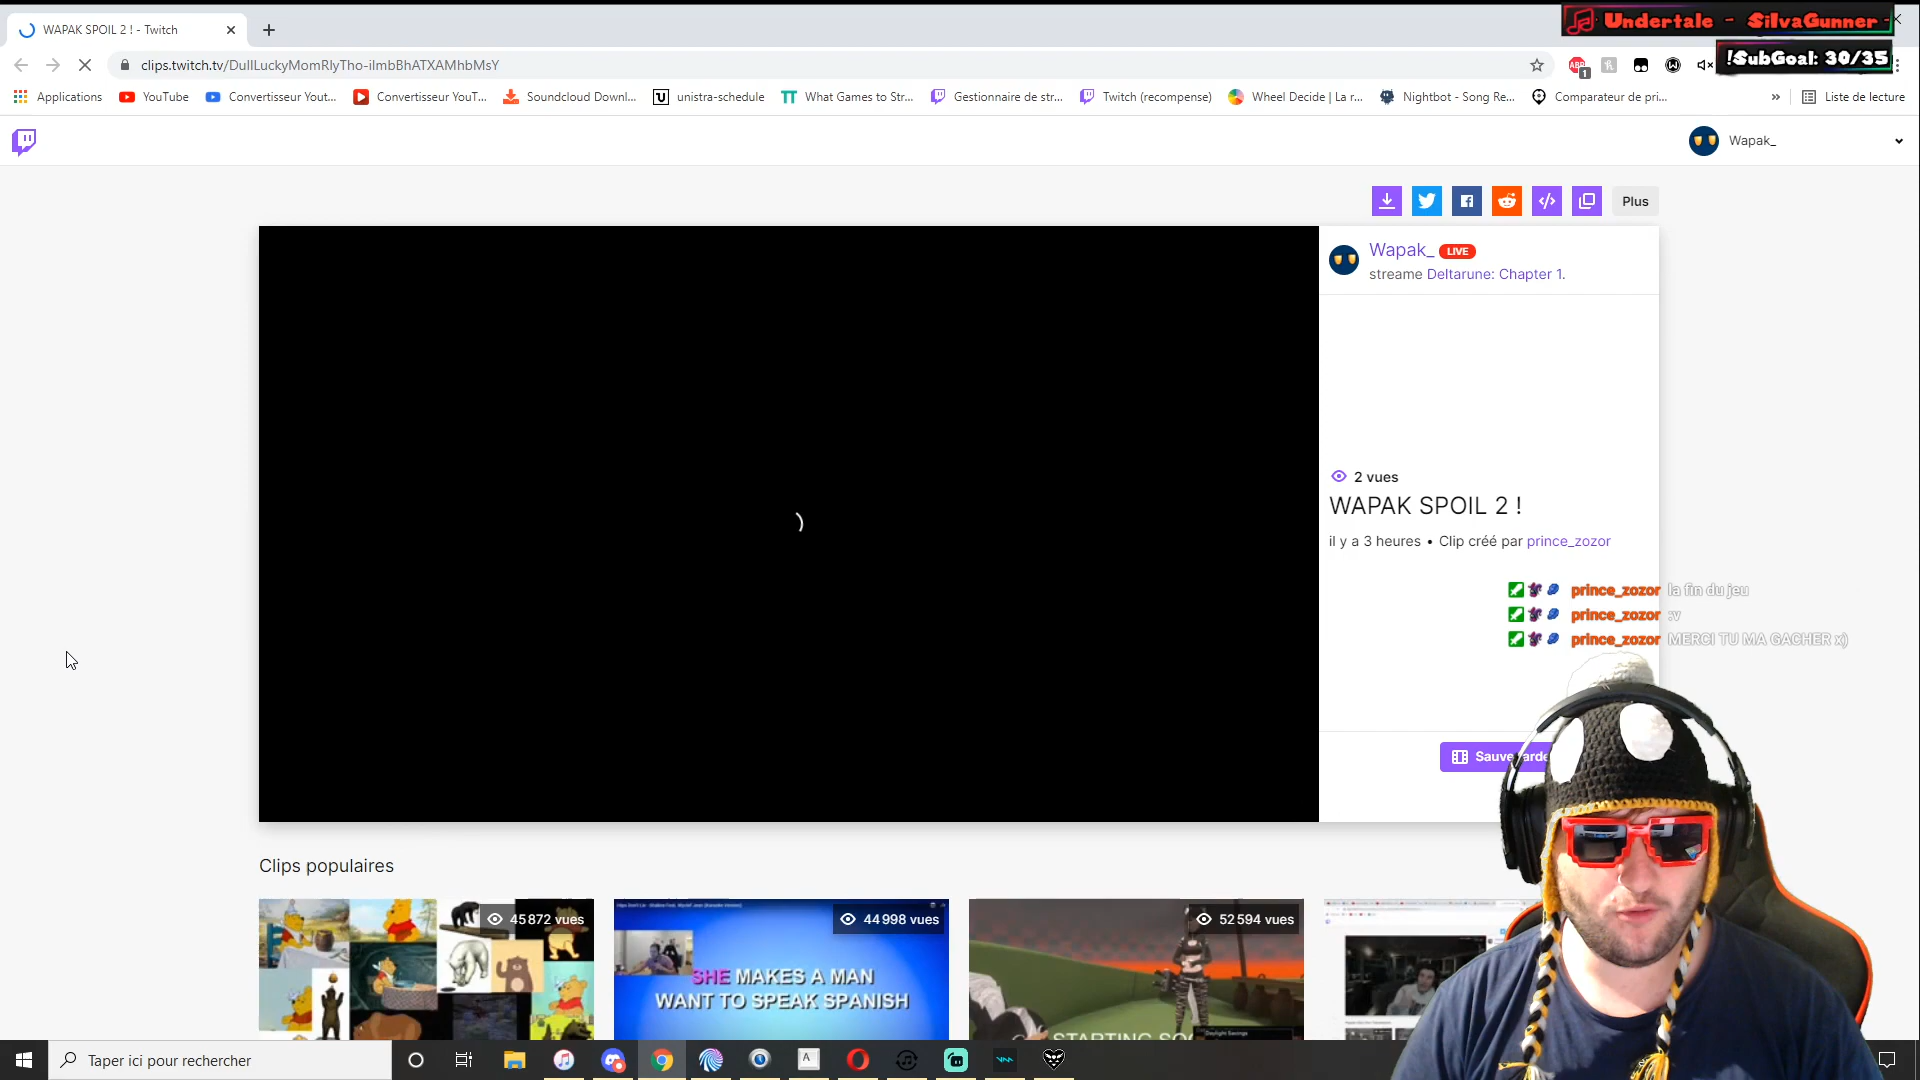 WAPAK SPOIL 2 ! - Twitch
Undertale - SilvaGunner -
!SubGoal: 30/35
clips.twitch.tv/DullLuckyMomRlyTho-ilmbBhATXAMhbMsY
ABP
1
Applications
YouTube
Convertisseur Yout...
Convertisseur YouT...
Soundcloud Downl...
unistra-schedule
What Games to Str...
Gestionnaire de str...
Twitch (recompense)
Wheel Decide | La r...
Nightbot - Song Re...
Comparateur de pri...
»
Liste de lecture
Wapak_
Plus
Wapak_ LIVE
streame Deltarune: Chapter 1.
2 vues
WAPAK SPOIL 2 !
il y a 3 heures • Clip créé par prince_zozor
prince_zozor la fin du jeu
prince_zozor :v
prince_zozor MERCI TU MA GACHER x)
Clips populaires
45 872 vues
44 998 vues
52 594 vues
SHE MAKES A MAN
WANT TO SPEAK SPANISH
STARTING
Taper ici pour rechercher